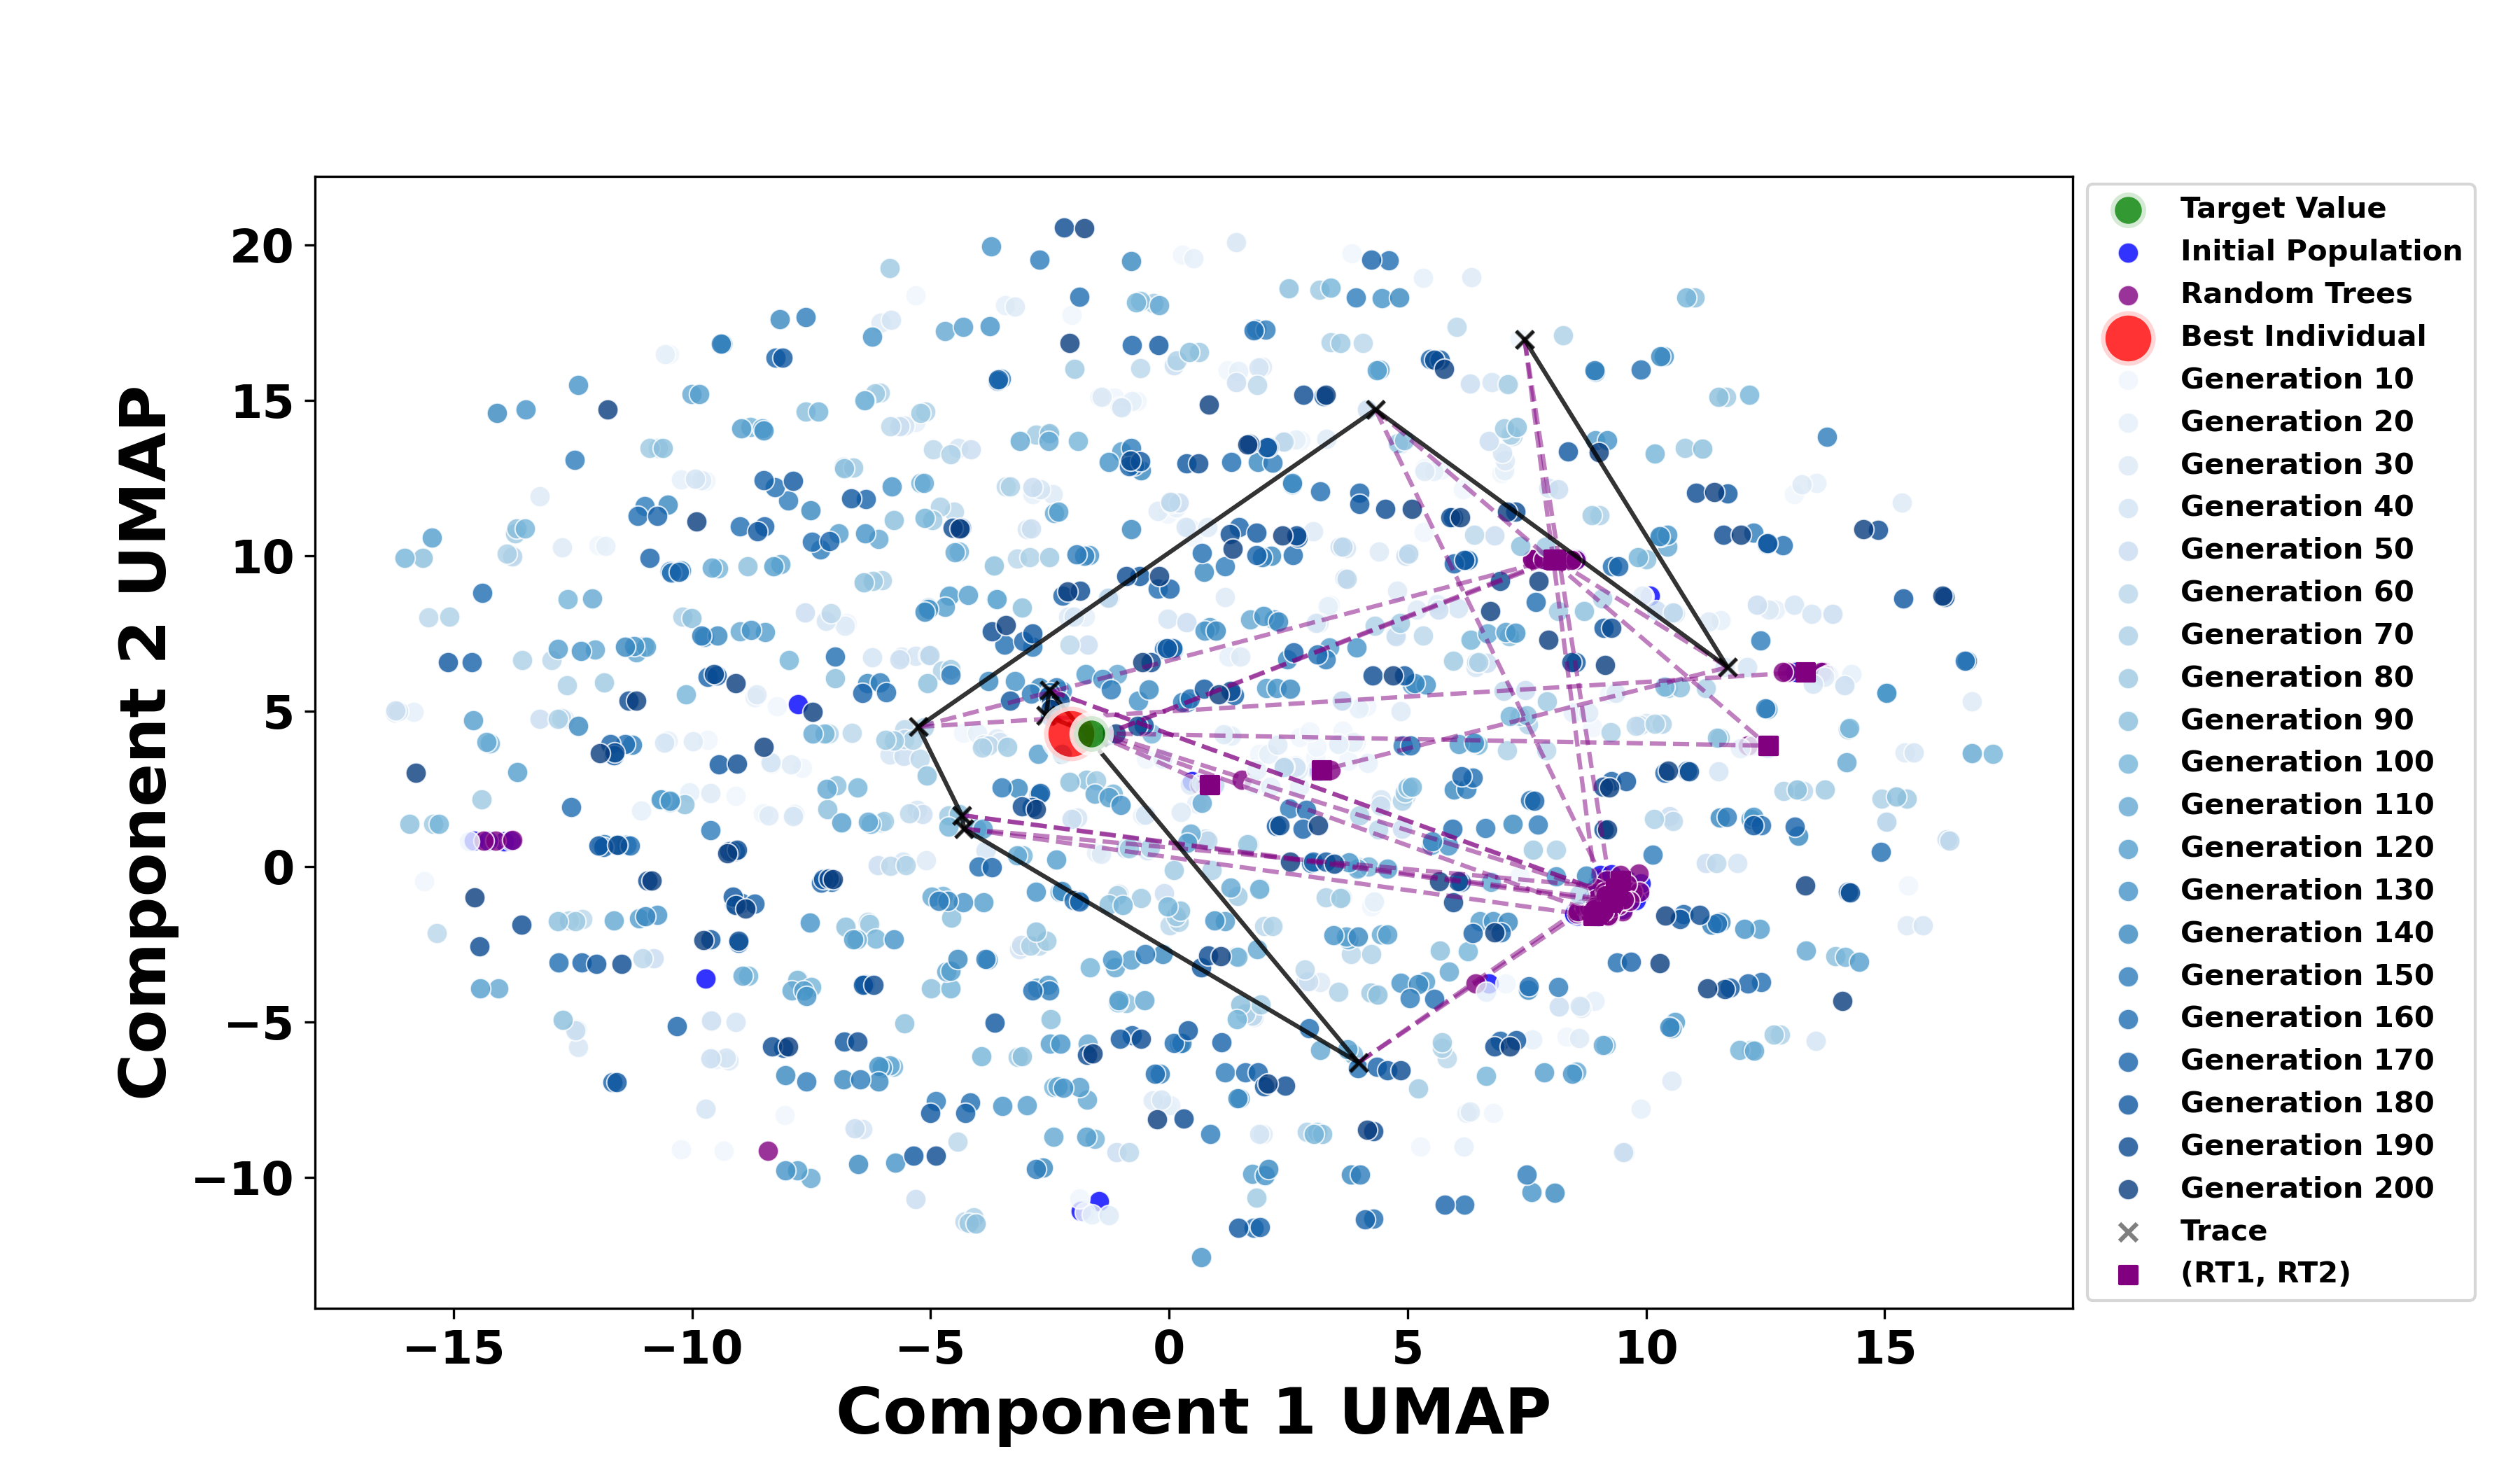 Component 2 UMAP
20
15
10
5
0
−5
−10
−15
−10
−5
0
5
10
15
Component 1 UMAP
Target Value
Initial Population
Random Trees
Best Individual
Generation 10
Generation 20
Generation 30
Generation 40
Generation 50
Generation 60
Generation 70
Generation 80
Generation 90
Generation 100
Generation 110
Generation 120
Generation 130
Generation 140
Generation 150
Generation 160
Generation 170
Generation 180
Generation 190
Generation 200
Trace
(RT1, RT2)